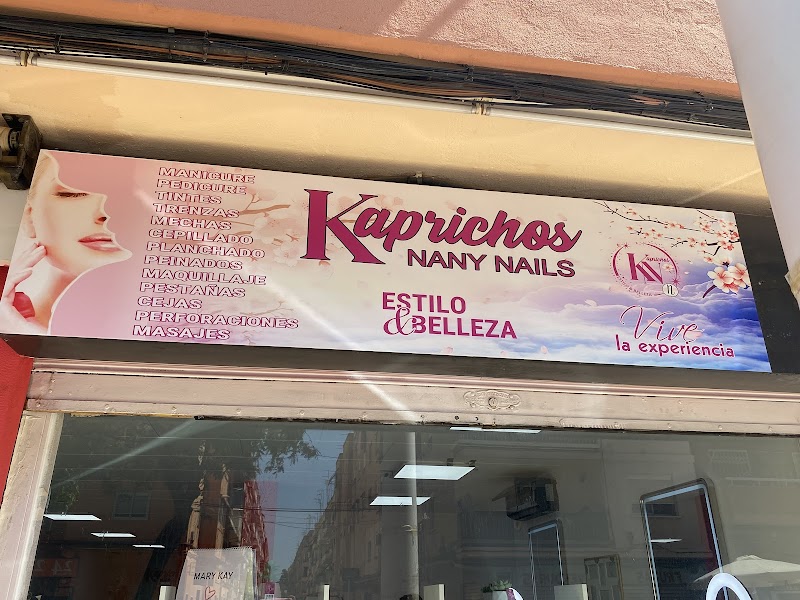 MANICURE
PEDICURE
TINTES
TRENZAS
MECHAS
CEPILLADO
PLANCHADO
PEINADOS
MAQUILLAJE
PESTAÑAS
CEJAS
PERFORACIONES
MASAJES
Kaprichos
NANY NAILS
ESTILO
& BELLEZA
KN
Vive
la experiencia
MARY KAY